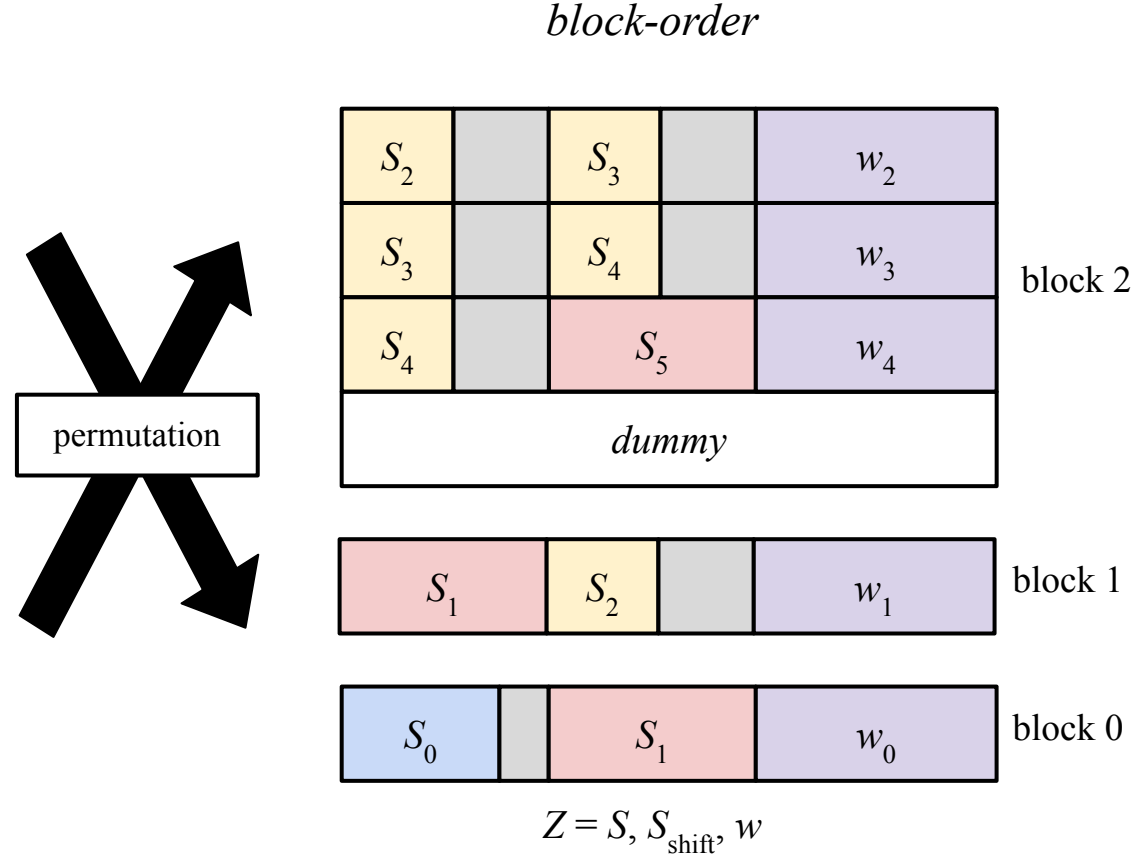 block-order
S₂ S₃ w₂
S₃ S₄ w₃
block 2
S₄ S₅ w₄
permutation
dummy
S₁ S₂ w₁ block 1
S₀ S₁ w₀ block 0
Z = S, S_shift, w